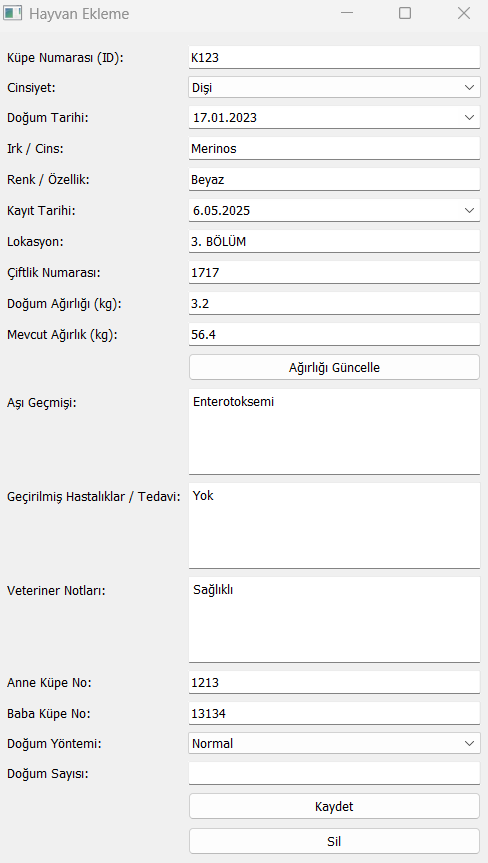 Hayvan Ekleme
Küpe Numarası (ID): K123
Cinsiyet: Dişi
Doğum Tarihi: 17.01.2023
Irk / Cins: Merinos
Renk / Özellik: Beyaz
Kayıt Tarihi: 6.05.2025
Lokasyon: 3. BÖLÜM
Çiftlik Numarası: 1717
Doğum Ağırlığı (kg): 3.2
Mevcut Ağırlık (kg): 56.4
Ağırlığı Güncelle
Aşı Geçmişi: Enterotoksemi
Geçirilmiş Hastalıklar / Tedavi: Yok
Veteriner Notları: Sağlıklı
Anne Küpe No: 1213
Baba Küpe No: 13134
Doğum Yöntemi: Normal
Doğum Sayısı:
Kaydet
Sil